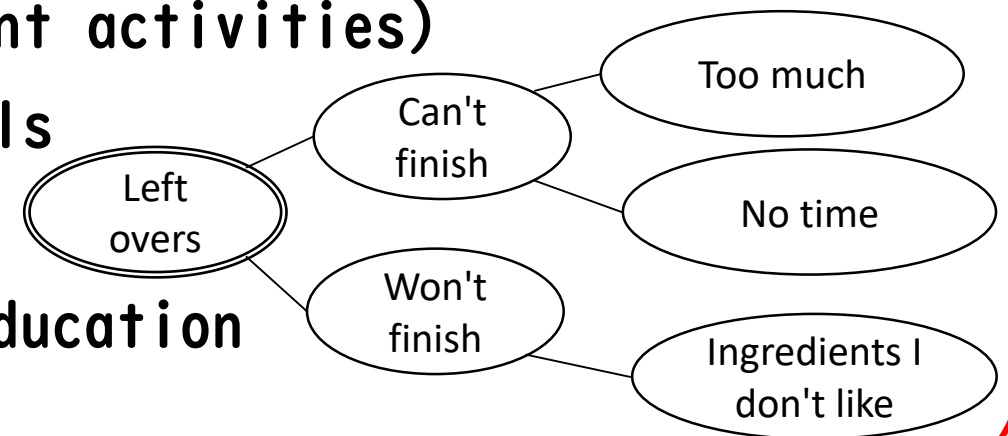 nt activities)
ls
ducation
Left
overs
Can't
finish
Won't
finish
Too much
No time
Ingredients I
don't like